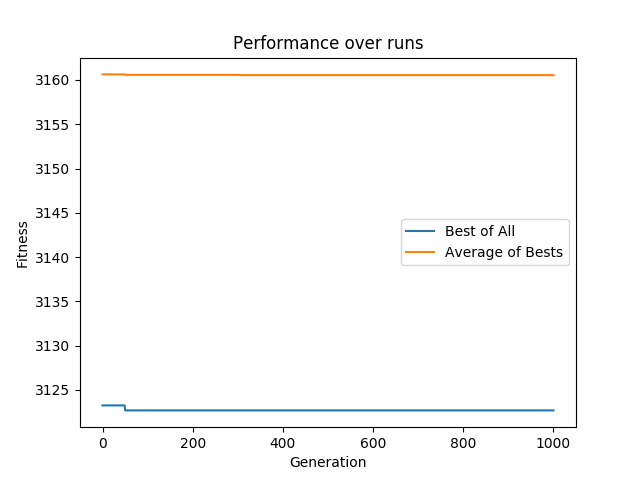 Performance over runs
3160
3155
3150
3145
3140
3135
3130
3125
Fitness
Best of All
Average of Bests
0 200 400 600 800 1000
Generation